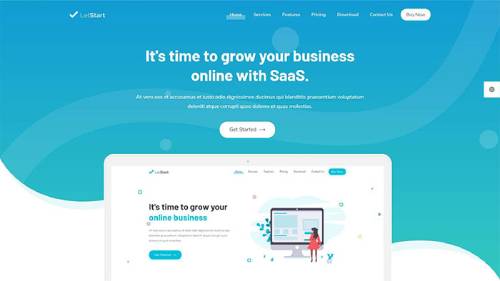 LetStart
Home Services Features Pricing Download Contact Us Buy Now
It's time to grow your business
online with SaaS.
At vero eos et accusamus et iusto odio dignissimos ducimus qui blanditiis praesentium voluptatum
deleniti atque corrupti quos dolores et quas molestias.
Get Started →
LetStart
Home Services Features Pricing Download Contact Us Buy Now
It's time to grow your
online business
Get Started →